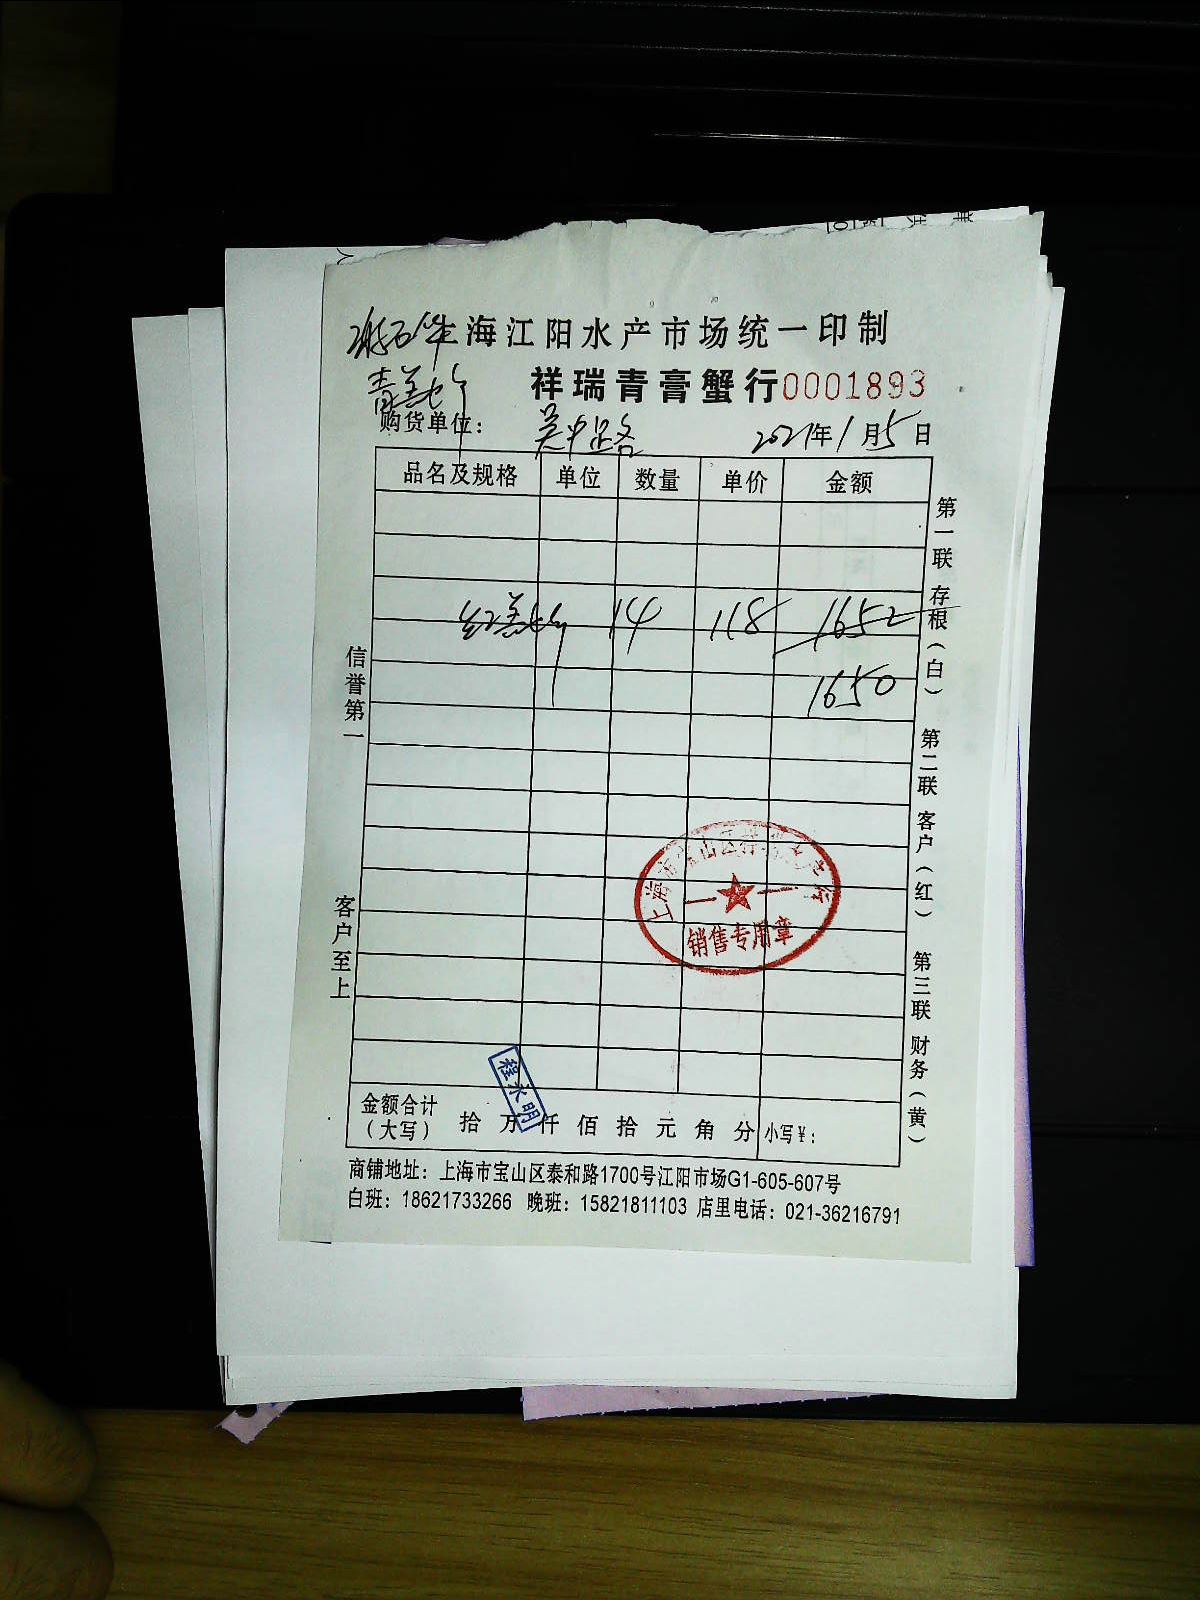 上海江阳水产市场统一印制
祥瑞青膏蟹行 0001893
购货单位： 2021年1月5日
品名及规格 单位 数量 单价 金额
14 118 1652
1650
信誉第一
客户至上
第一联 存根（白）
第二联 客户（红）
第三联 财务（黄）
销售专用章
程永明
金额合计（大写） 拾 万 仟 佰 拾 元 角 分 小写￥：
商铺地址：上海市宝山区泰和路1700号江阳市场G1-605-607号
白班：18621733266 晚班：15821811103 店里电话：021-36216791